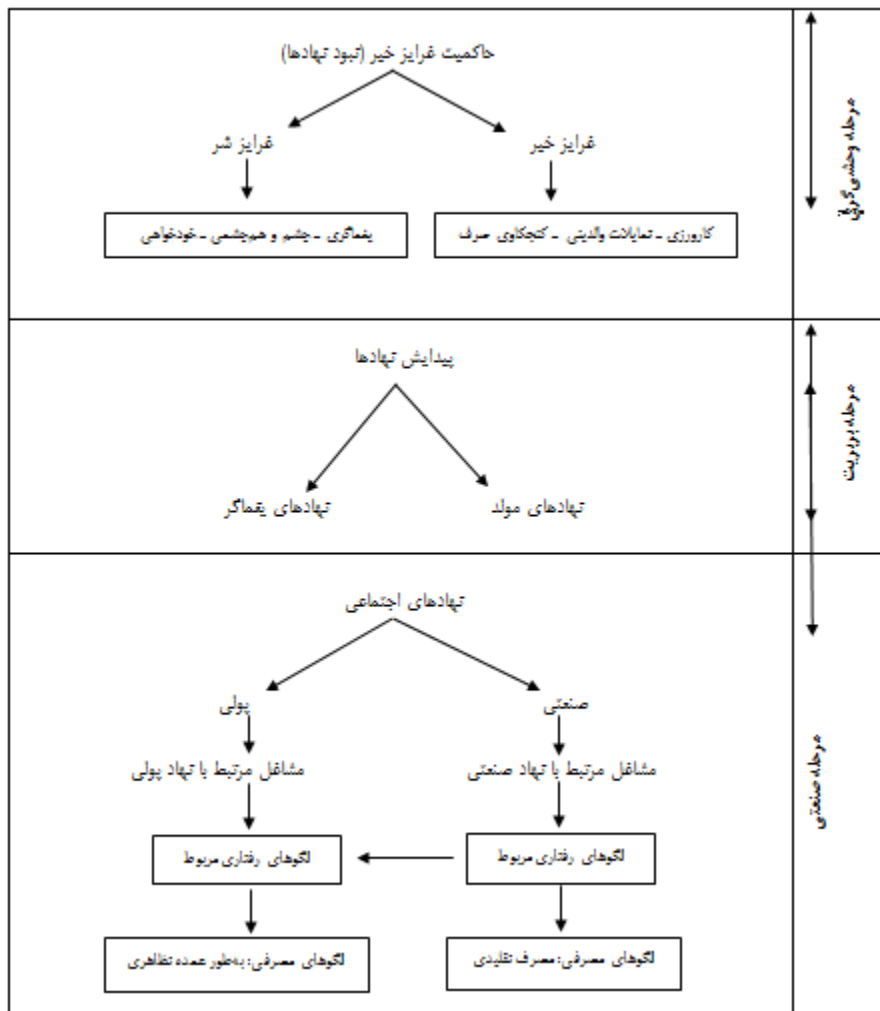 حاکمیت غرایز خیر (نبود نهادها)
مرحله وحشی‌گری
غرایز خیر
غرایز شر
کارورزی ـ تمایلات والدینی ـ کنجکاوی صرف
یغماگری ـ چشم و هم‌چشمی ـ خودخواهی
پیدایش نهادها
مرحله بربریت
نهادهای مولد
نهادهای یغماگر
نهادهای اجتماعی
مرحله صنعتی
صنعتی
پولی
مشاغل مرتبط با نهاد صنعتی
مشاغل مرتبط با نهاد پولی
الگوهای رفتاری مربوط
الگوهای رفتاری مربوط
الگوهای مصرفی: مصرف تقلیدی
الگوهای مصرفی: به‌طور عمده تظاهری